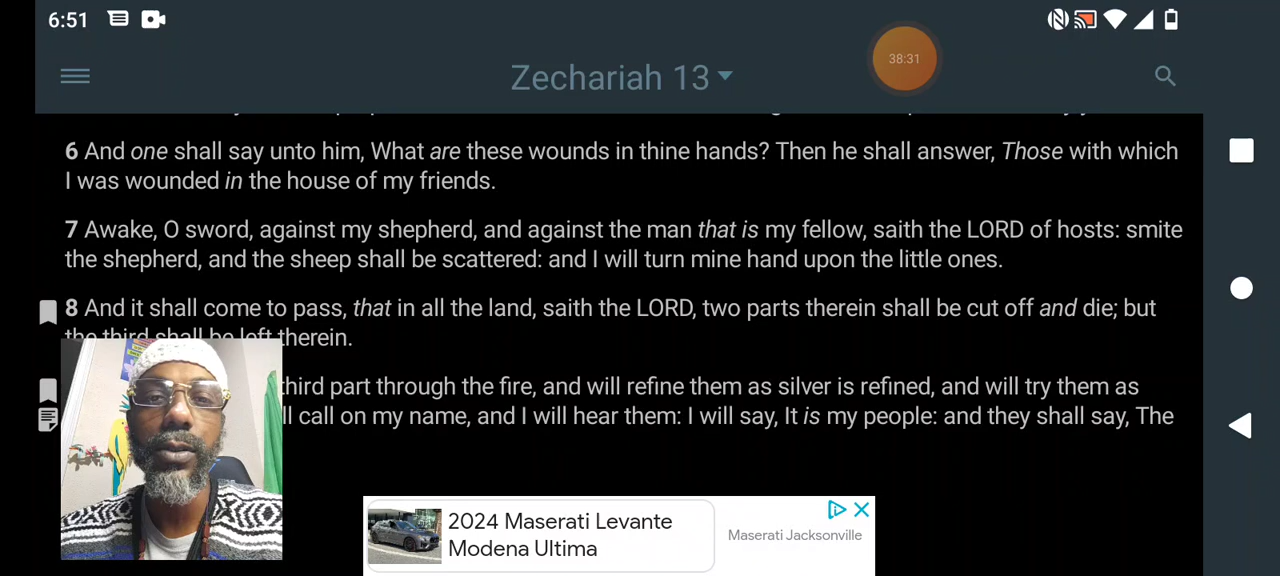 6:51
38:31
Zechariah 13
6 And one shall say unto him, What are these wounds in thine hands? Then he shall answer, Those with which
I was wounded in the house of my friends.
7 Awake, O sword, against my shepherd, and against the man that is my fellow, saith the LORD of hosts: smite
the shepherd, and the sheep shall be scattered: and I will turn mine hand upon the little ones.
8 And it shall come to pass, that in all the land, saith the LORD, two parts therein shall be cut off and die; but
the third shall be left therein.
third part through the fire, and will refine them as silver is refined, and will try them as
call on my name, and I will hear them: I will say, It is my people: and they shall say, The
2024 Maserati Levante
Modena Ultima
Maserati Jacksonville